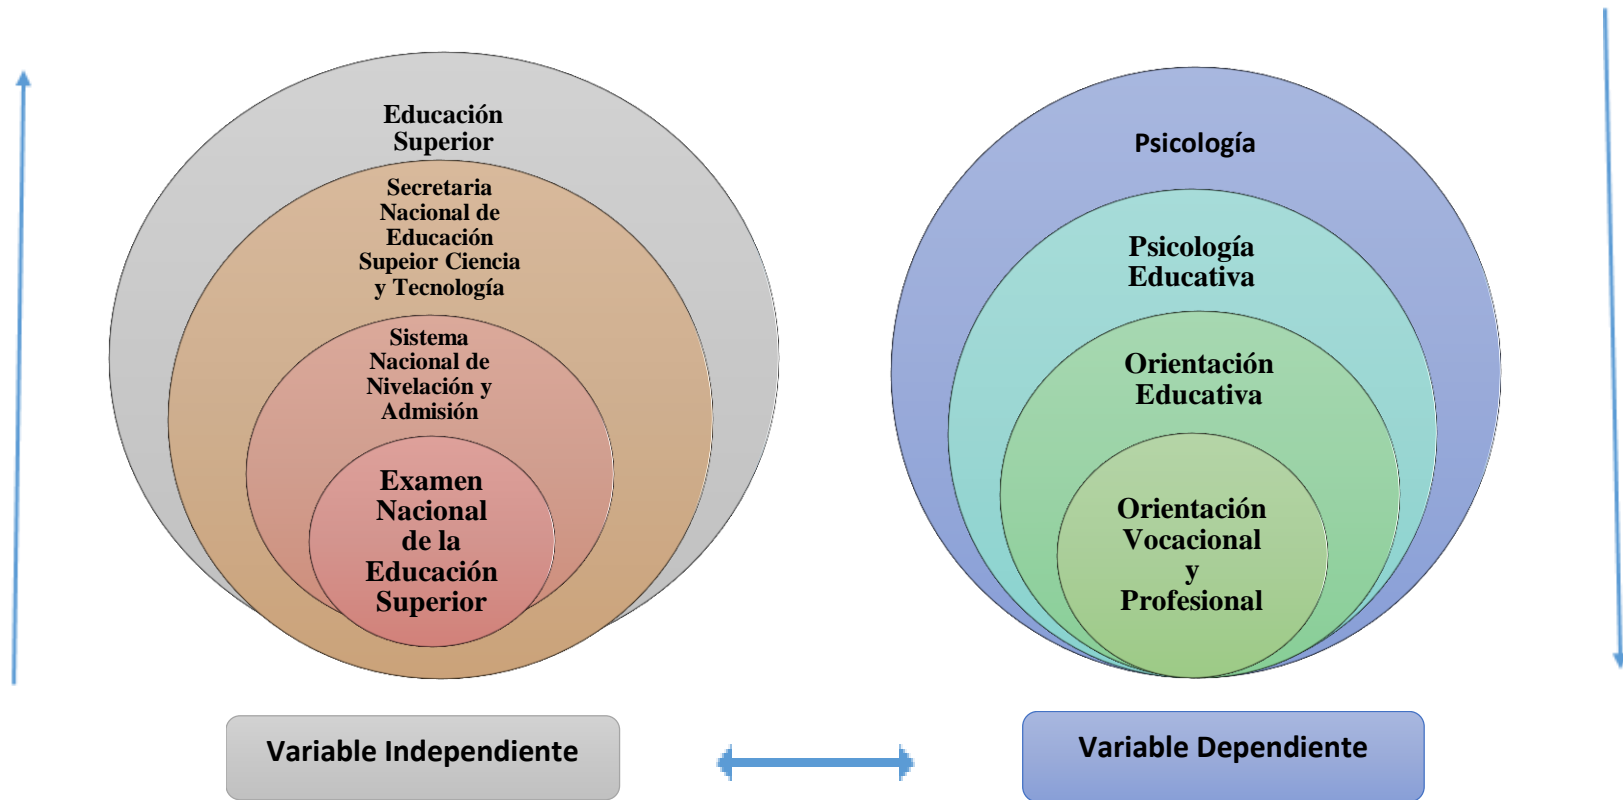 Educación
Superior
Secretaria
Nacional de
Educación
Supeior Ciencia
y Tecnología
Sistema
Nacional de
Nivelación y
Admisión
Examen
Nacional
de la
Educación
Superior
Variable Independiente
Psicología
Psicología
Educativa
Orientación
Educativa
Orientación
Vocacional
y
Profesional
Variable Dependiente